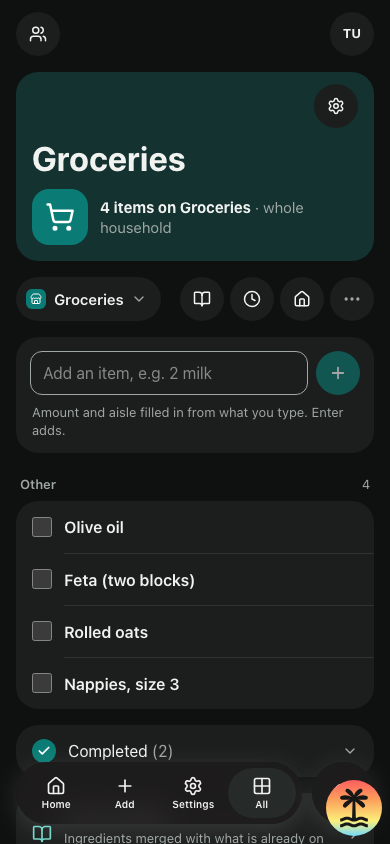 TU
Groceries
4 items on Groceries · whole
household
Groceries
Add an item, e.g. 2 milk
Amount and aisle filled in from what you type. Enter
adds.
Other 4
Olive oil
Feta (two blocks)
Rolled oats
Nappies, size 3
Completed (2)
Home Add Settings All
Ingredients merged with what is already on